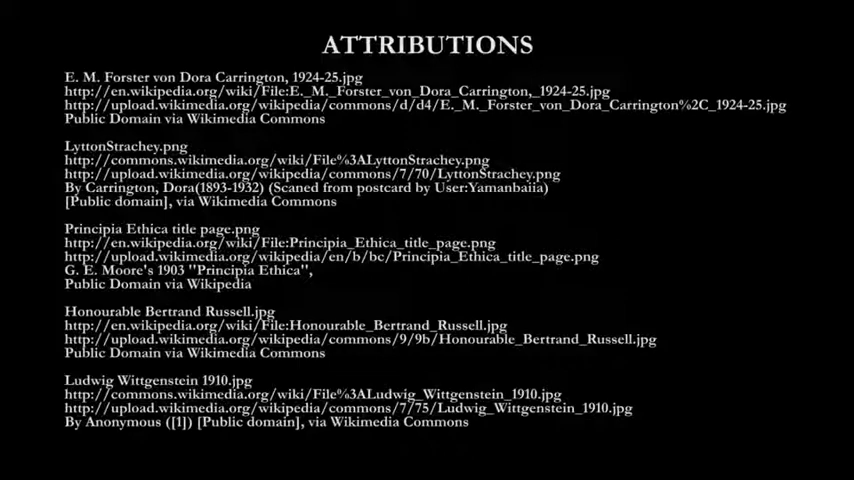 ATTRIBUTIONS
E. M. Forster von Dora Carrington, 1924-25.jpg
http://en.wikipedia.org/wiki/File:E._M._Forster_von_Dora_Carrington,_1924-25.jpg
http://upload.wikimedia.org/wikipedia/commons/d/d4/E._M._Forster_von_Dora_Carrington%2C_1924-25.jpg
Public Domain via Wikimedia Commons
LyttonStrachey.png
http://commons.wikimedia.org/wiki/File%3ALyttonStrachey.png
http://upload.wikimedia.org/wikipedia/commons/7/70/LyttonStrachey.png
By Carrington, Dora(1893-1932) (Scaned from postcard by User:Yamanbaiia)
[Public domain], via Wikimedia Commons
Principia Ethica title page.png
http://en.wikipedia.org/wiki/File:Principia_Ethica_title_page.png
http://upload.wikimedia.org/wikipedia/en/b/bc/Principia_Ethica_title_page.png
G. E. Moore's 1903 "Principia Ethica",
Public Domain via Wikipedia
Honourable Bertrand Russell.jpg
http://en.wikipedia.org/wiki/File:Honourable_Bertrand_Russell.jpg
http://upload.wikimedia.org/wikipedia/commons/9/9b/Honourable_Bertrand_Russell.jpg
Public Domain via Wikimedia Commons
Ludwig Wittgenstein 1910.jpg
http://commons.wikimedia.org/wiki/File%3ALudwig_Wittgenstein_1910.jpg
http://upload.wikimedia.org/wikipedia/commons/7/75/Ludwig_Wittgenstein_1910.jpg
By Anonymous ([1]) [Public domain], via Wikimedia Commons